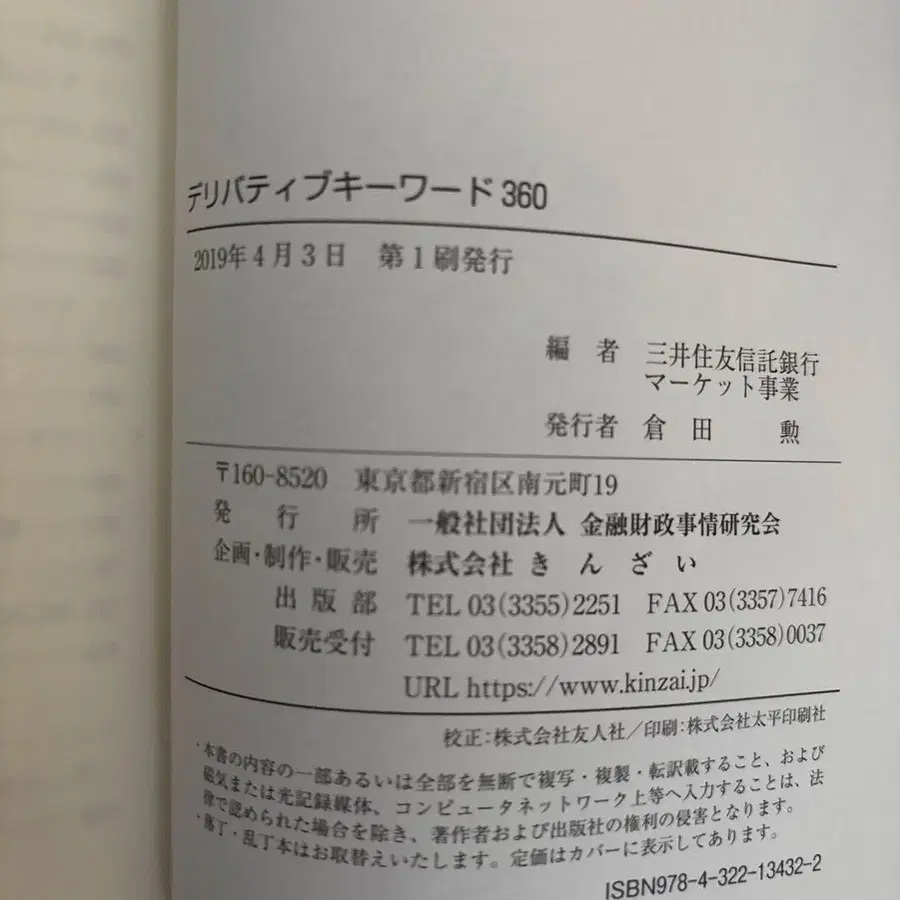 デリバティブキーワード360
2019年4月3日 第1刷発行
編 者 三井住友信託銀行
マーケット事業
発行者 倉 田 勲
〒160-8520 東京都新宿区南元町19
発 行 所 一般社団法人 金融財政事情研究会
企画・制作・販売 株式会社 き ん ざ い
出 版 部 TEL 03(3355)2251 FAX 03(3357)7416
販売受付 TEL 03(3358)2891 FAX 03(3358)0037
URL https://www.kinzai.jp/
校正:株式会社友人社/印刷:株式会社太平印刷社
・本書の内容の一部あるいは全部を無断で複写・複製・転訳載すること、および
磁気または光記録媒体、コンピュータネットワーク上等へ入力することは、法
律で認められた場合を除き、著作者および出版社の権利の侵害となります。
・落丁・乱丁本はお取替えいたします。定価はカバーに表示してあります。
ISBN978-4-322-13432-2